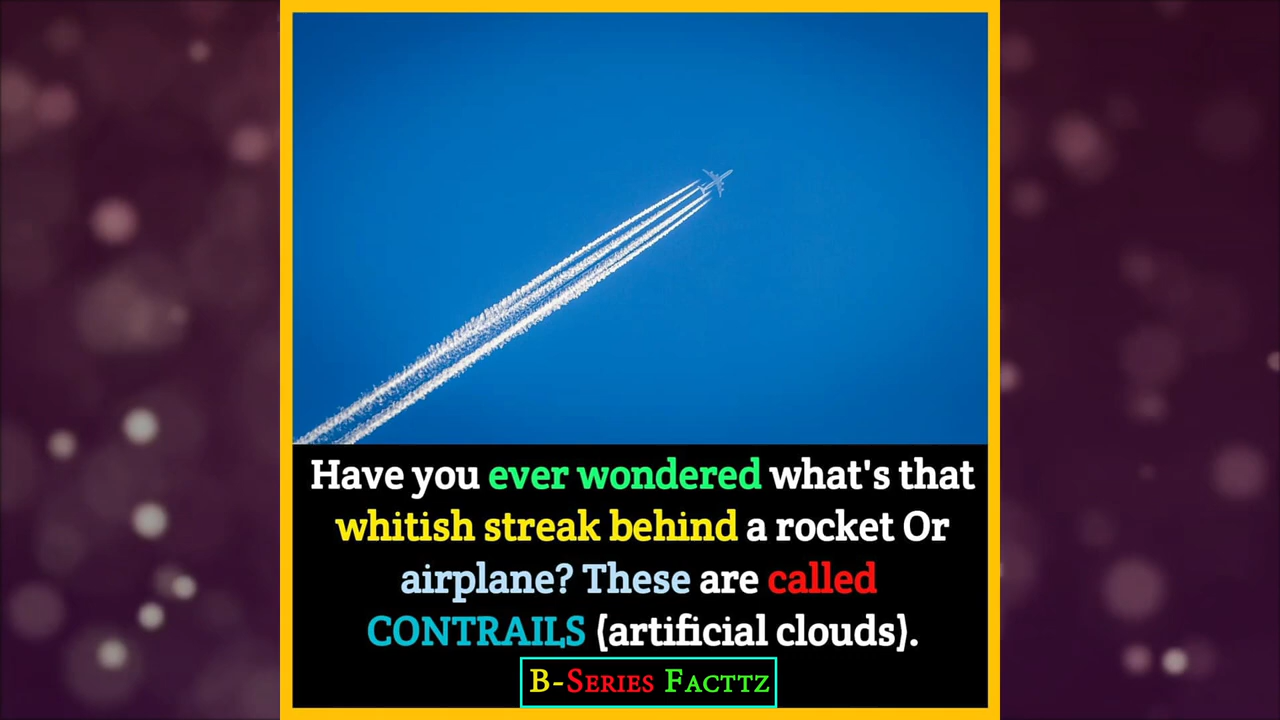 Have you ever wondered what's that
whitish streak behind a rocket Or
airplane? These are called
CONTRAILS (artificial clouds).
B-Series Facttz